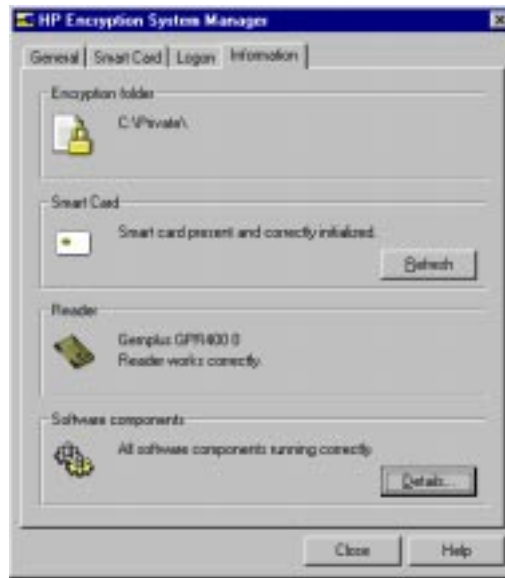 HP Encryption System Manager
General Smart Card Logon Information
Encryption folder
C:\Private\
Smart Card
Smart card present and correctly initialized.
Refresh
Reader
Gemplus GPR400 0
Reader works correctly.
Software components
All software components running correctly
Details...
Close Help